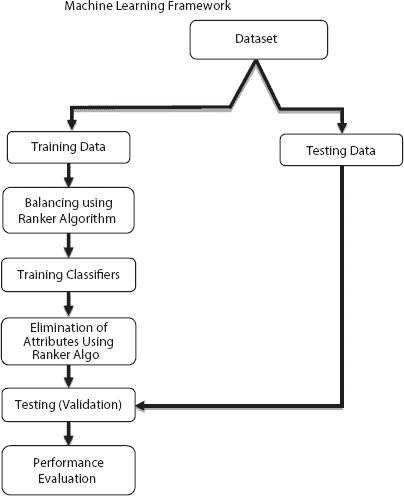 Machine Learning Framework
Dataset
Training Data
Testing Data
Balancing using
Ranker Algorithm
Training Classifiers
Elimination of
Attributes Using
Ranker Algo
Testing (Validation)
Performance
Evaluation